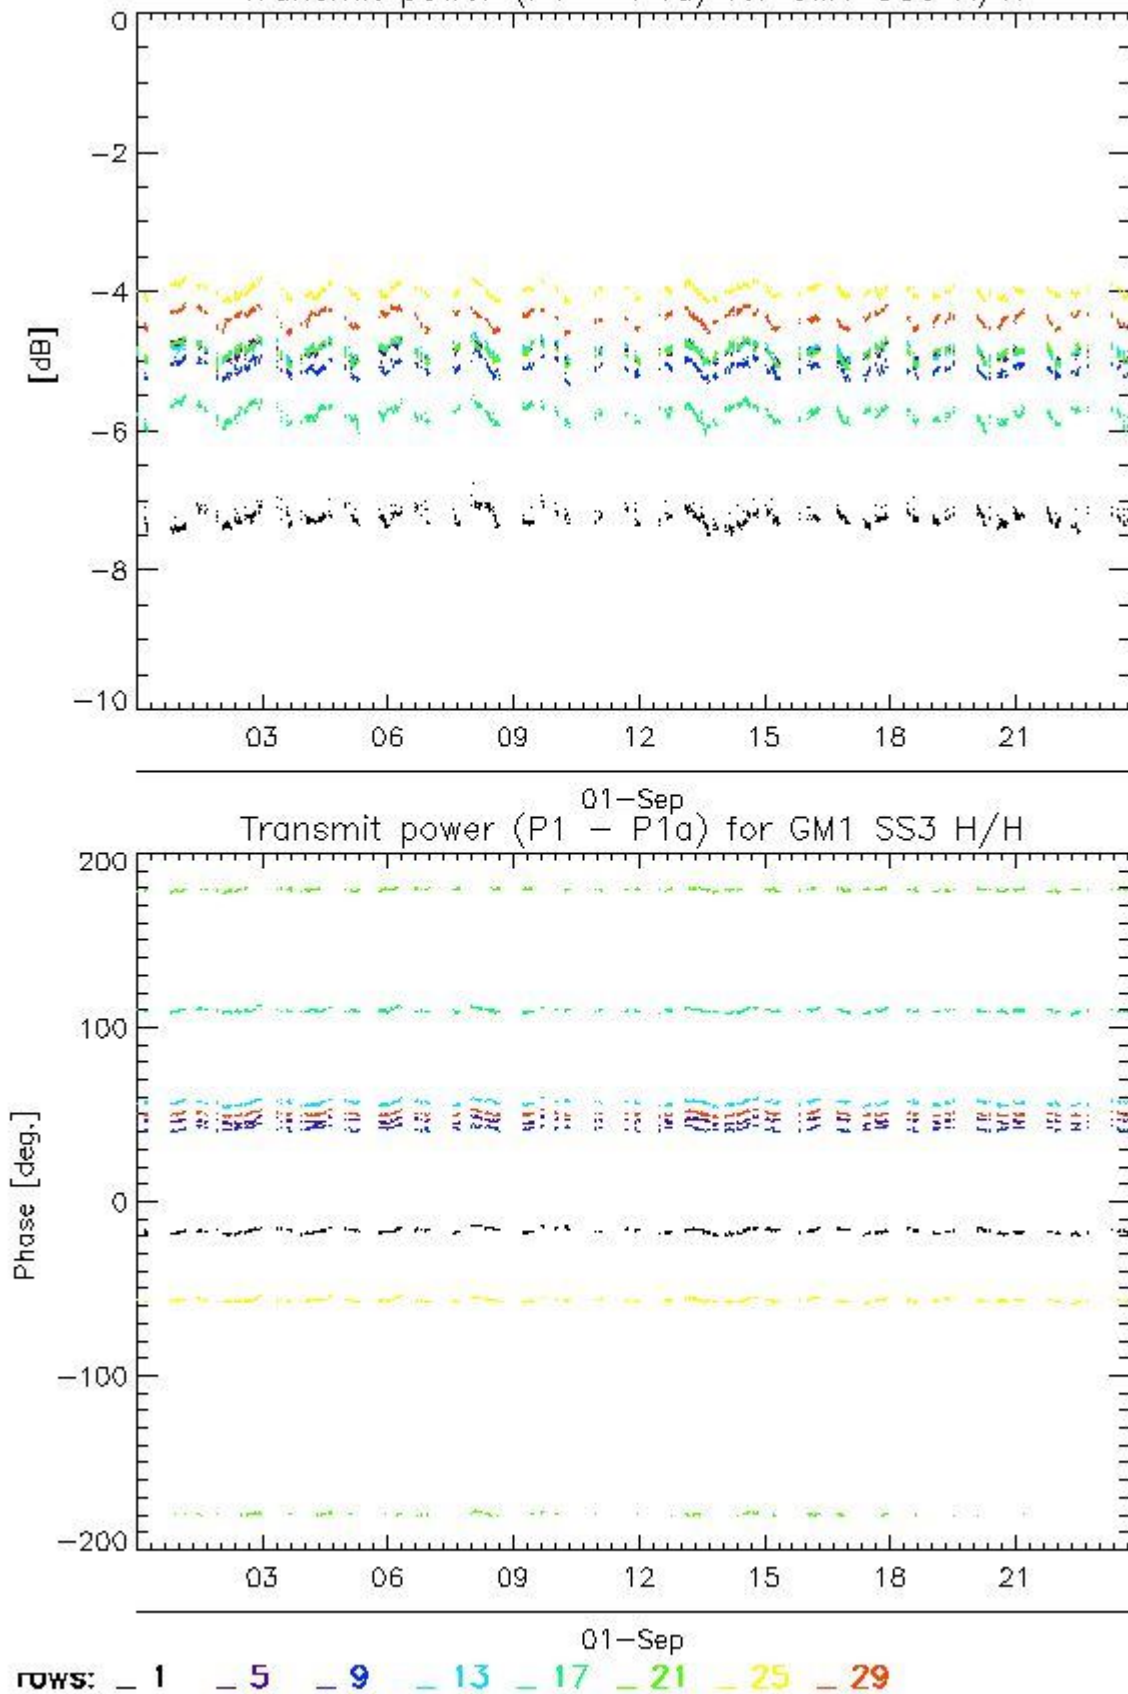 0
−2
−4
[dB]
−6
−8
−10
03 06 09 12 15 18 21
01−Sep
Transmit power (P1 − P1a) for GM1 SS3 H/H
200
100
Phase [deg.]
0
−100
−200
03 06 09 12 15 18 21
01−Sep
rows: _ 1 _ 5 _ 9 _ 13 _ 17 _ 21 _ 25 _ 29